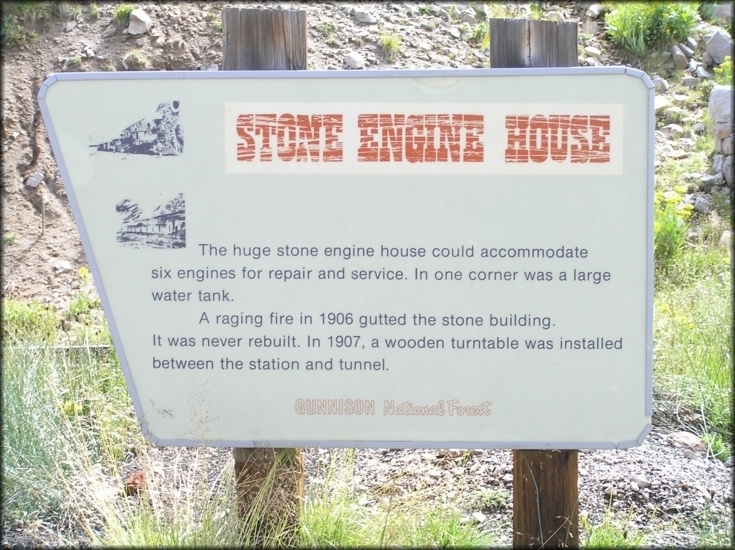 STONE ENGINE HOUSE
The huge stone engine house could accommodate
six engines for repair and service. In one corner was a large
water tank.
A raging fire in 1906 gutted the stone building.
It was never rebuilt. In 1907, a wooden turntable was installed
between the station and tunnel.
GUNNISON National Forest